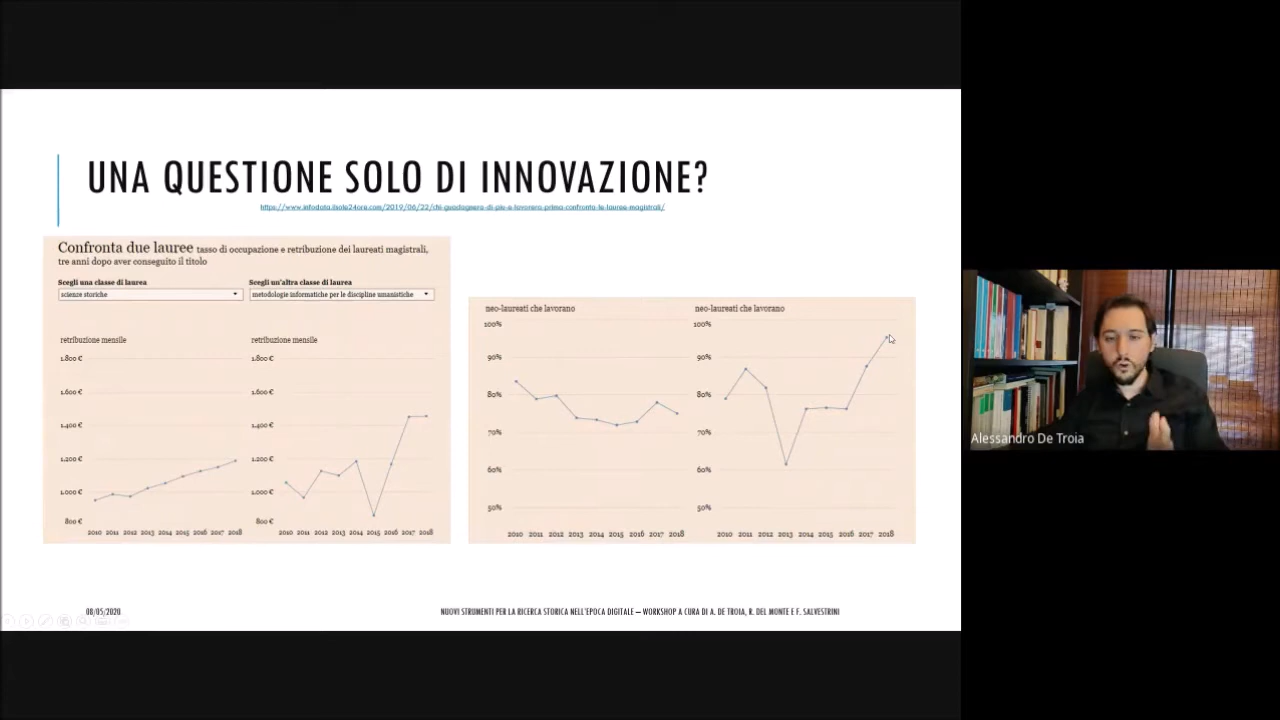 UNA QUESTIONE SOLO DI INNOVAZIONE?
https://www.infodata.ilsole24ore.com/2019/06/22/chi-guadagnera-di-piu-e-lavorera-prima-confronta-le-lauree-magistrali/
Confronta due lauree tasso di occupazione e retribuzione dei laureati magistrali,
tre anni dopo aver conseguito il titolo
Scegli una classe di laurea
Scegli un'altra classe di laurea
scienze storiche
metodologie informatiche per le discipline umanistiche
retribuzione mensile
retribuzione mensile
1.800 €
1.600 €
1.400 €
1.200 €
1.000 €
800 €
2010 2011 2012 2013 2014 2015 2016 2017 2018
1.800 €
1.600 €
1.400 €
1.200 €
1.000 €
800 €
2010 2011 2012 2013 2014 2015 2016 2017 2018
neo-laureati che lavorano
neo-laureati che lavorano
100%
90%
80%
70%
60%
50%
2010 2011 2012 2013 2014 2015 2016 2017 2018
100%
90%
80%
70%
60%
50%
2010 2011 2012 2013 2014 2015 2016 2017 2018
08/05/2020
NUOVI STRUMENTI PER LA RICERCA STORICA NELL'EPOCA DIGITALE – WORKSHOP A CURA DI A. DE TROIA, R. DEL MONTE E F. SALVESTRINI
Alessandro De Troia